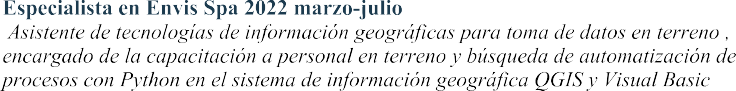 Especialista en Envis Spa 2022 marzo-julio
Asistente de tecnologías de información geográficas para toma de datos en terreno ,
encargado de la capacitación a personal en terreno y búsqueda de automatización de
procesos con Python en el sistema de información geográfica QGIS y Visual Basic